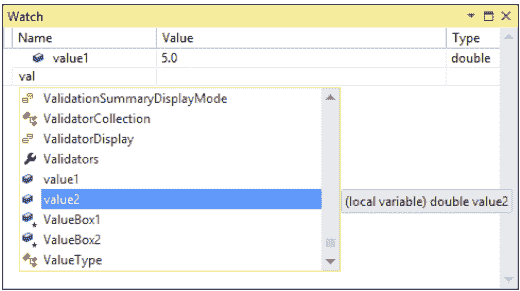 Watch
Name Value Type
value1 5.0 double
val
ValidationSummaryDisplayMode
ValidatorCollection
ValidatorDisplay
Validators
value1
value2 (local variable) double value2
ValueBox1
ValueBox2
ValueType